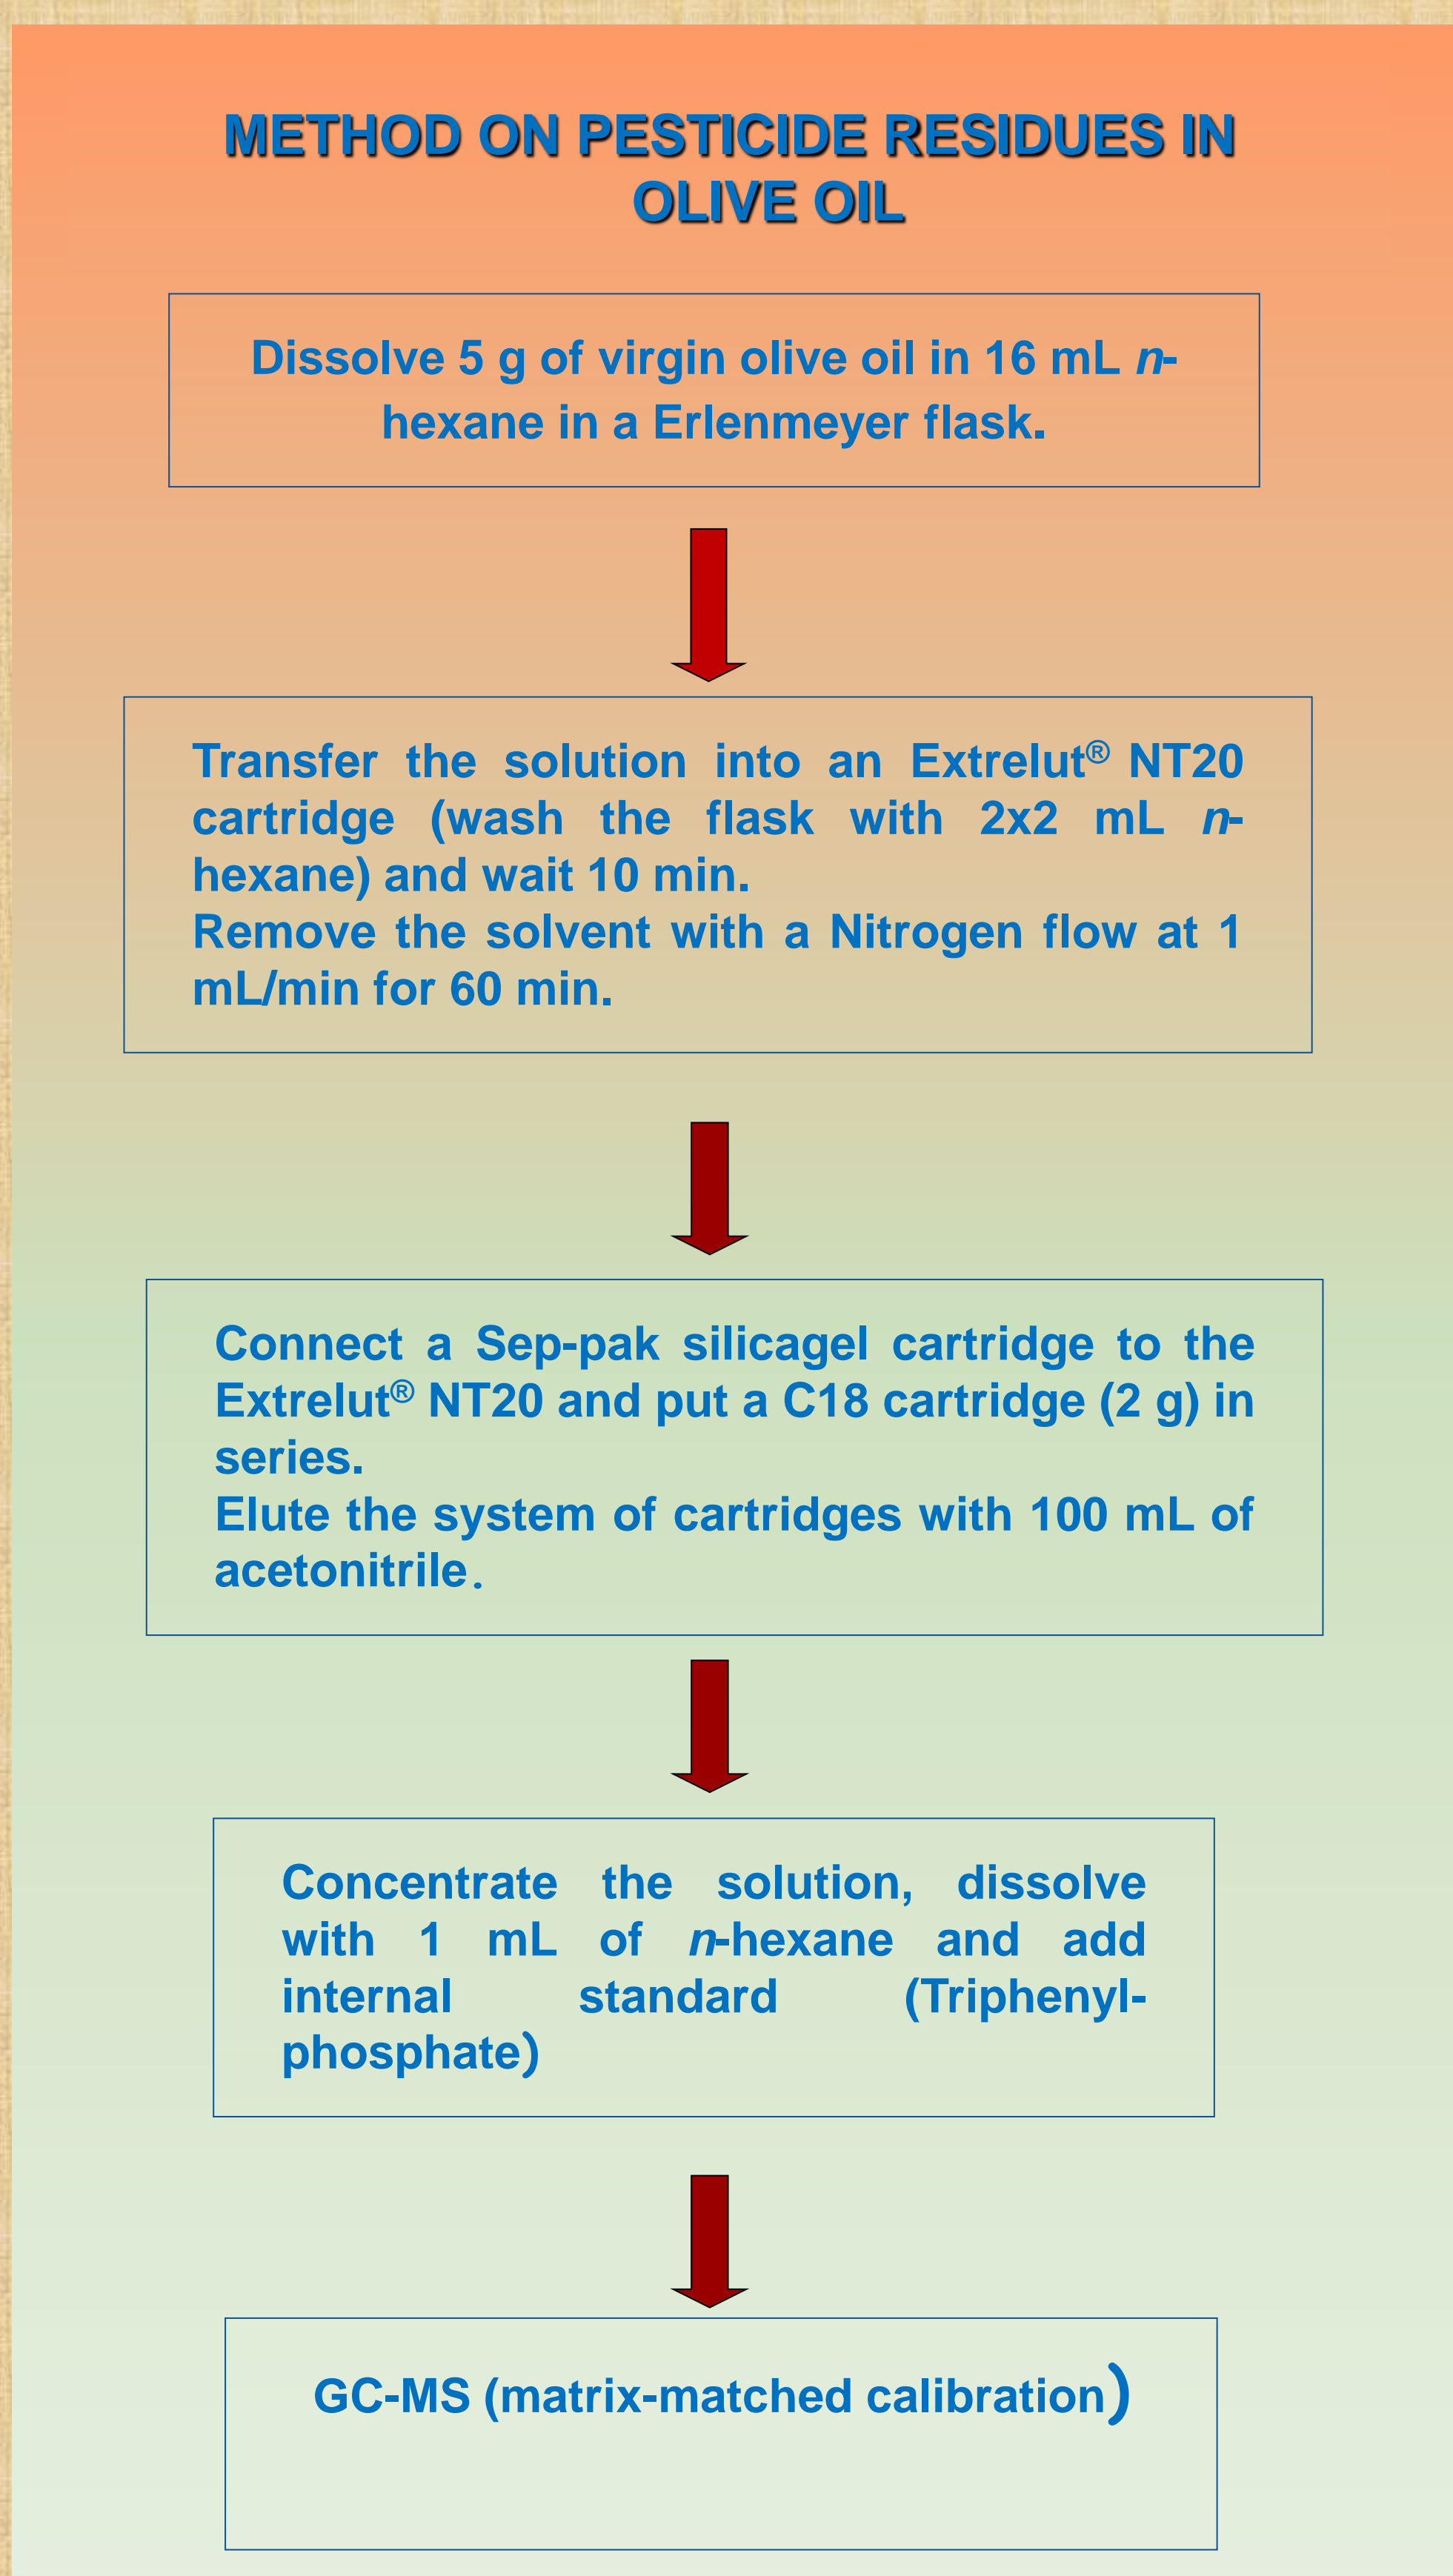 METHOD ON PESTICIDE RESIDUES IN
OLIVE OIL
Dissolve 5 g of virgin olive oil in 16 mL n-
hexane in a Erlenmeyer flask.
Transfer the solution into an Extrelut® NT20
cartridge (wash the flask with 2x2 mL n-
hexane) and wait 10 min.
Remove the solvent with a Nitrogen flow at 1
mL/min for 60 min.
Connect a Sep-pak silicagel cartridge to the
Extrelut® NT20 and put a C18 cartridge (2 g) in
series.
Elute the system of cartridges with 100 mL of
acetonitrile.
Concentrate the solution, dissolve
with 1 mL of n-hexane and add
internal standard (Triphenyl-
phosphate)
GC-MS (matrix-matched calibration)